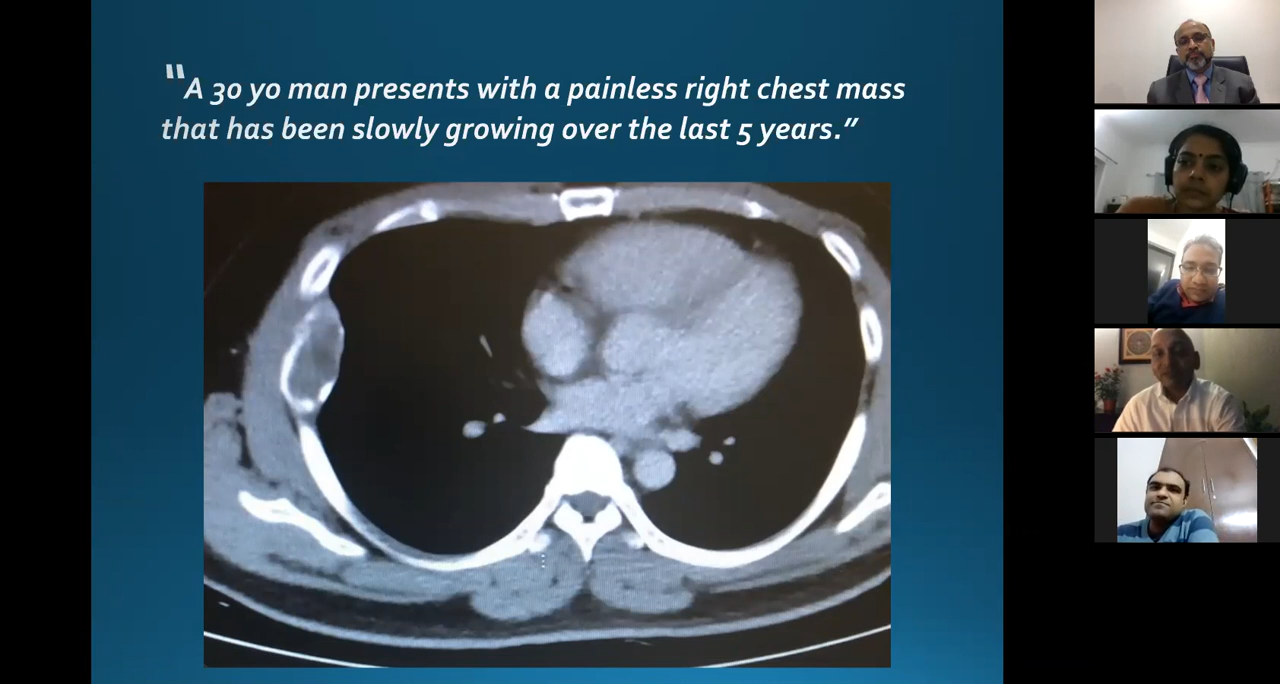 "A 30 yo man presents with a painless right chest mass
that has been slowly growing over the last 5 years."